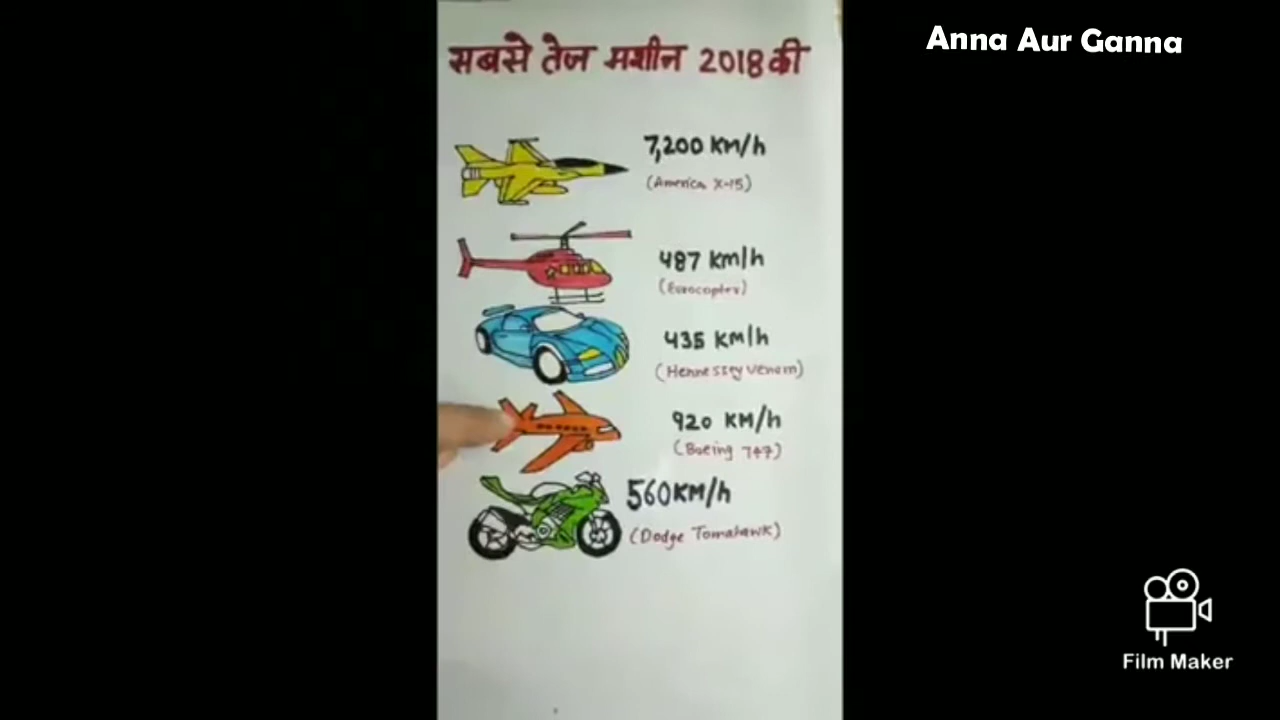 Anna Aur Ganna
सबसे तेज मशीन 2018 की
7,200 KM/h
(America X-15)
487 KM/h
(Eurocopter)
435 KM/h
(Hennessey Venom)
920 KM/h
(Boeing 747)
560KM/h
(Dodge Tomahawk)
Film Maker